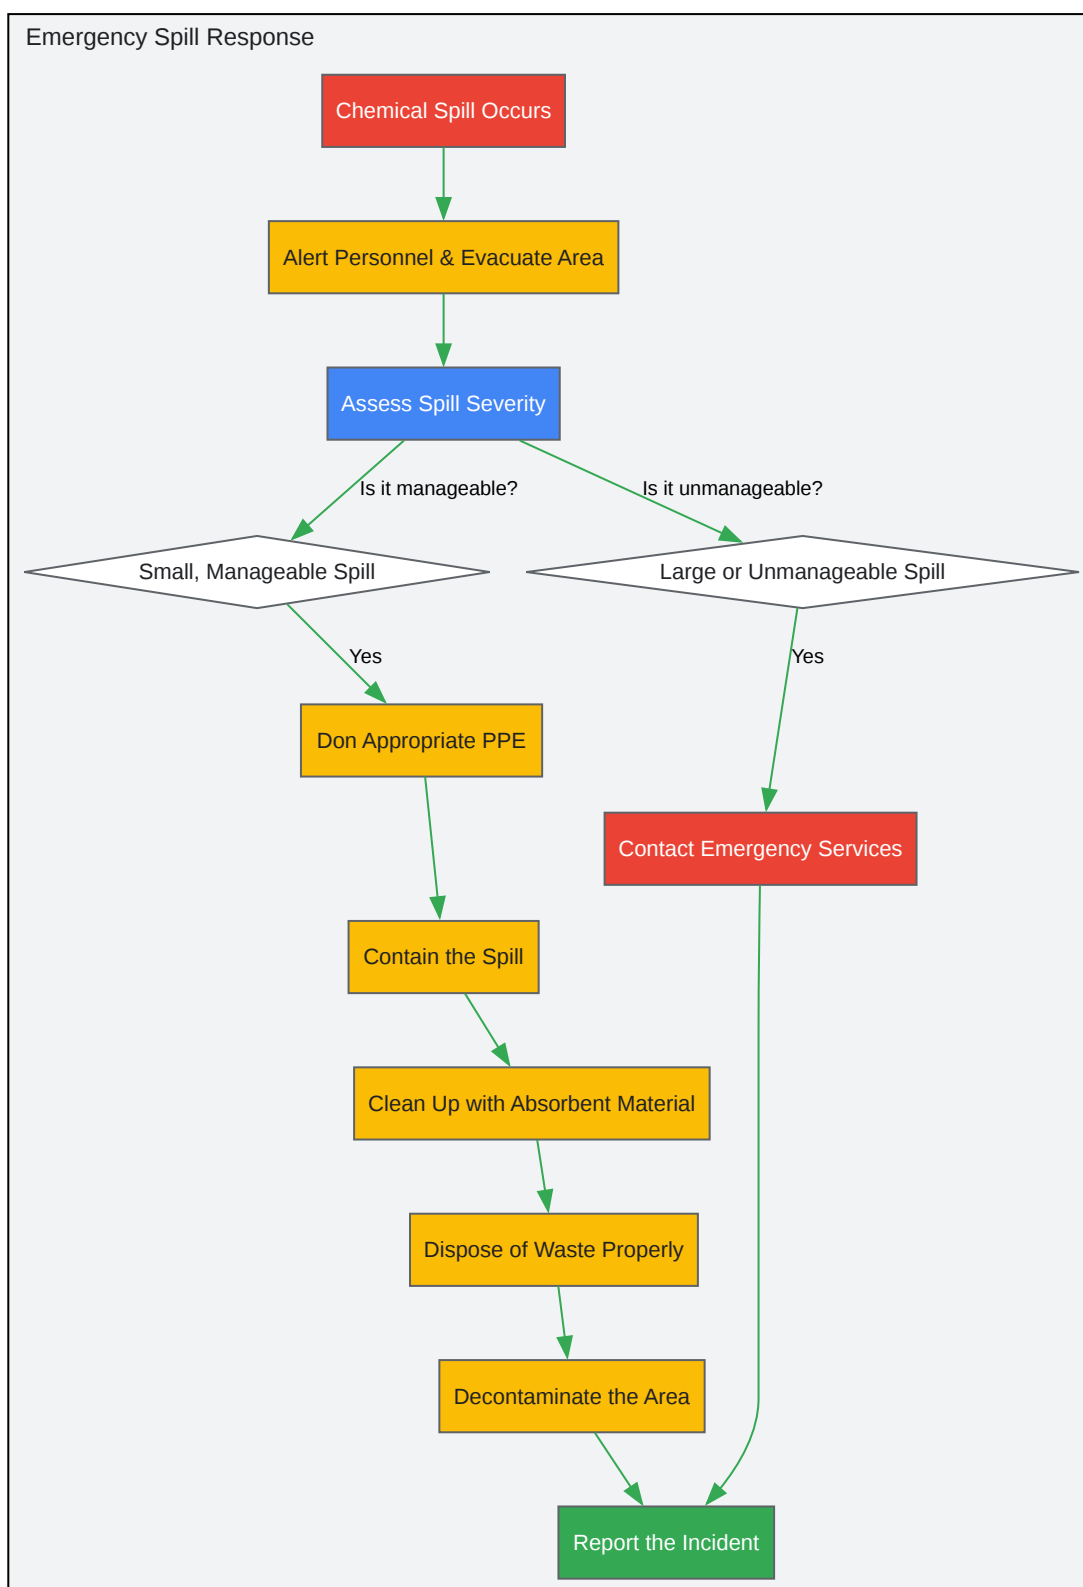 Emergency Spill Response
Chemical Spill Occurs
Alert Personnel & Evacuate Area
Assess Spill Severity
Is it manageable?
Is it unmanageable?
Small, Manageable Spill
Large or Unmanageable Spill
Yes
Yes
Don Appropriate PPE
Contact Emergency Services
Contain the Spill
Clean Up with Absorbent Material
Dispose of Waste Properly
Decontaminate the Area
Report the Incident